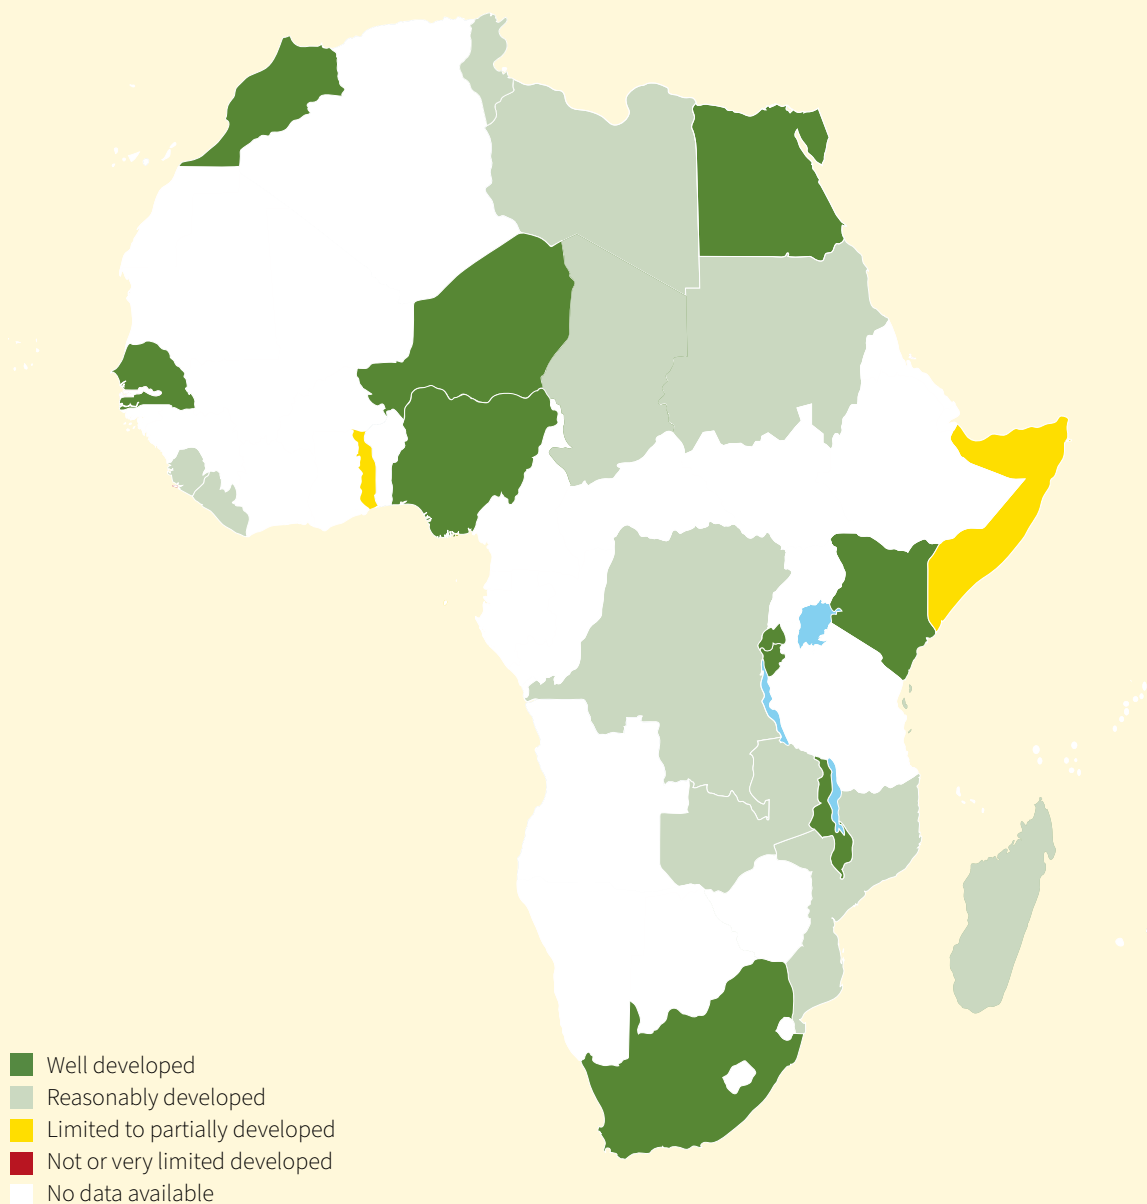 Well developed
Reasonably developed
Limited to partially developed
Not or very limited developed
No data available